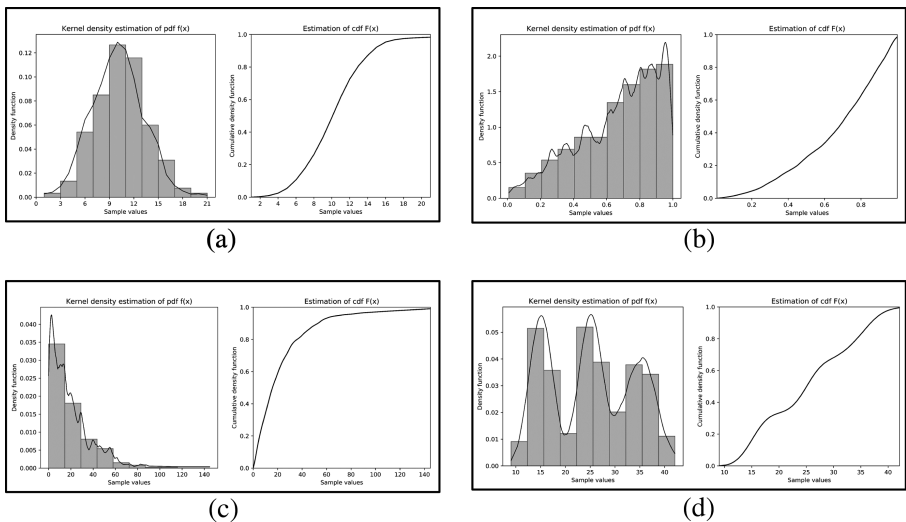 Kernel density estimation of pdf f(x)
Density function
0.12
0.10
0.08
0.06
0.04
0.02
0.00
0 3 6 9 12 15 18 21
Sample values
Estimation of cdf F(x)
Cumulative density function
1.0
0.8
0.6
0.4
0.2
0.0
2 4 6 8 10 12 14 16 18 20
Sample values
(a)
Kernel density estimation of pdf f(x)
Density function
2.0
1.5
1.0
0.5
0.0
0.0 0.2 0.4 0.6 0.8 1.0
Sample values
Estimation of cdf F(x)
Cumulative density function
1.0
0.8
0.6
0.4
0.2
0.0
0.2 0.4 0.6 0.8
Sample values
(b)
Kernel density estimation of pdf f(x)
Density function
0.040
0.035
0.030
0.025
0.020
0.015
0.010
0.005
0.000
0 20 40 60 80 100 120 140
Sample values
Estimation of cdf F(x)
Cumulative density function
1.0
0.8
0.6
0.4
0.2
0.0
0 20 40 60 80 100 120 140
Sample values
(c)
Kernel density estimation of pdf f(x)
Density function
0.05
0.04
0.03
0.02
0.01
0.00
10 15 20 25 30 35 40
Sample values
Estimation of cdf F(x)
Cumulative density function
1.0
0.8
0.6
0.4
0.2
0.0
10 15 20 25 30 35 40
Sample values
(d)